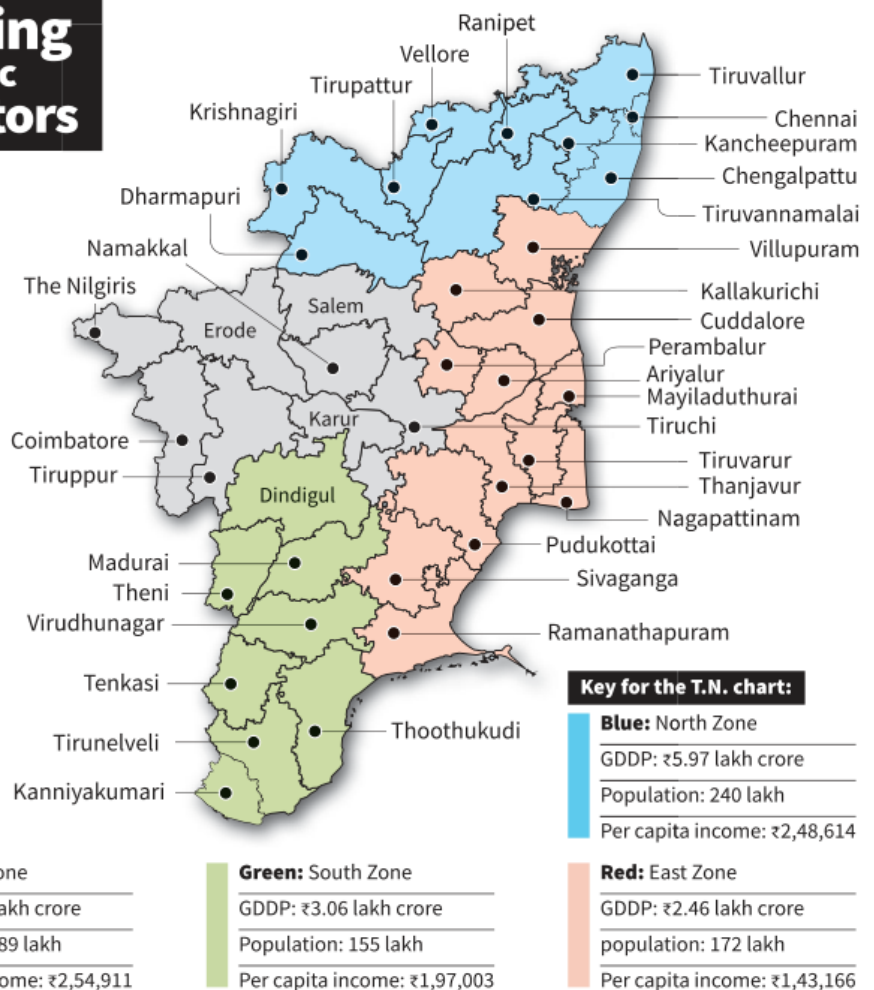 ing
c
tors
Ranipet
Vellore
Tirupattur
Krishnagiri
Dharmapuri
Namakkal
The Nilgiris
Tiruvallur
Chennai
Kancheepuram
Chengalpattu
Tiruvannamalai
Villupuram
Salem
Erode
Kallakurichi
Cuddalore
Perambalur
Ariyalur
Mayiladuthurai
Karur
Tiruchi
Coimbatore
Tiruppur
Tiruvarur
Thanjavur
Nagapattinam
Dindigul
Pudukottai
Sivaganga
Madurai
Theni
Virudhunagar
Ramanathapuram
Tenkasi
Thoothukudi
Tirunelveli
Kanniyakumari
Key for the T.N. chart:
Blue: North Zone
GDDP: ₹5.97 lakh crore
Population: 240 lakh
Per capita income: ₹2,48,614
one
akh crore
89 lakh
ome: ₹2,54,911
Green: South Zone
GDDP: ₹3.06 lakh crore
Population: 155 lakh
Per capita income: ₹1,97,003
Red: East Zone
GDDP: ₹2.46 lakh crore
population: 172 lakh
Per capita income: ₹1,43,166